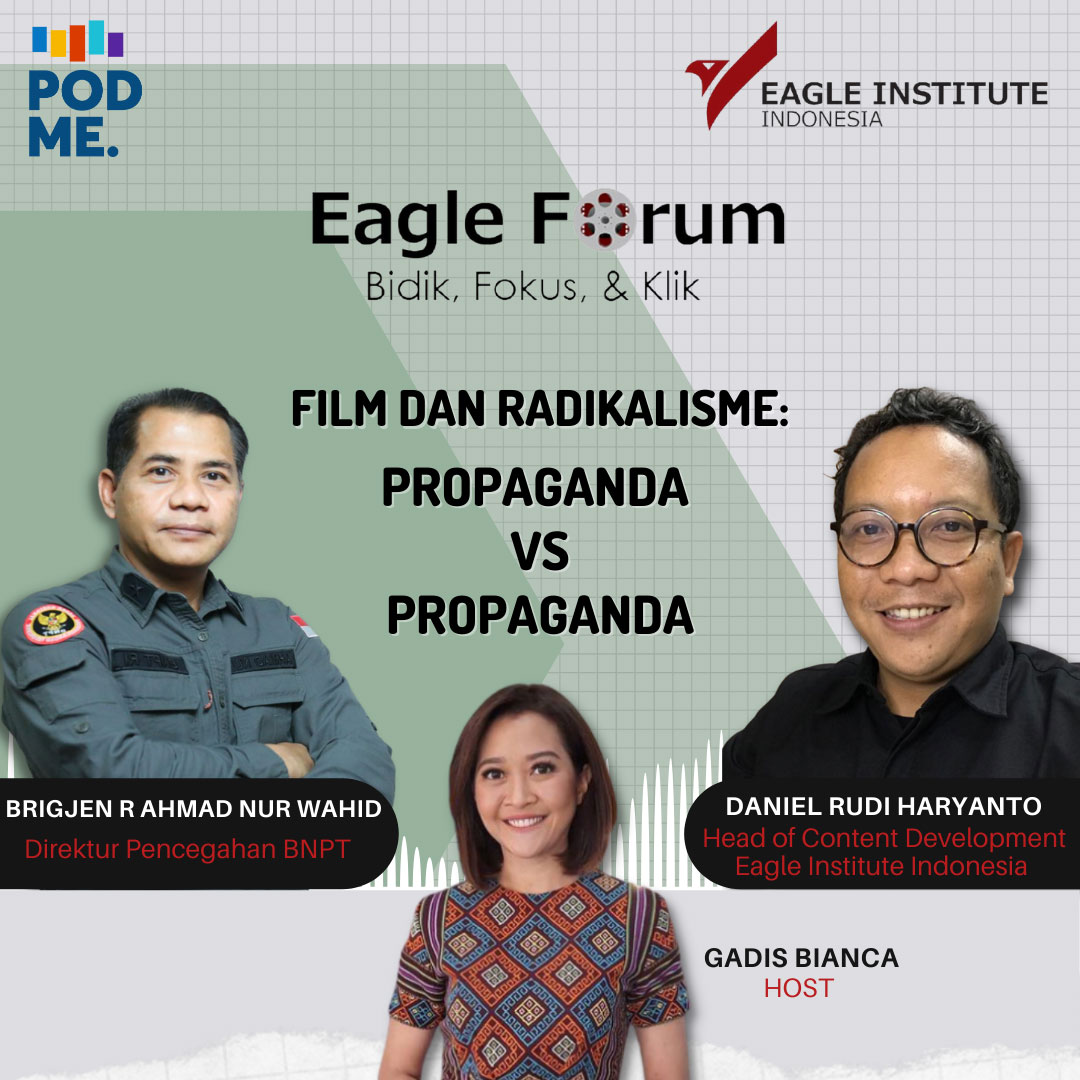 POD
ME.
EAGLE INSTITUTE
INDONESIA
Eagle Forum
Bidik, Fokus, & Klik
FILM DAN RADIKALISME:
PROPAGANDA
VS
PROPAGANDA
BRIGJEN R AHMAD NUR WAHID
Direktur Pencegahan BNPT
DANIEL RUDI HARYANTO
Head of Content Development
Eagle Institute Indonesia
GADIS BIANCA
HOST